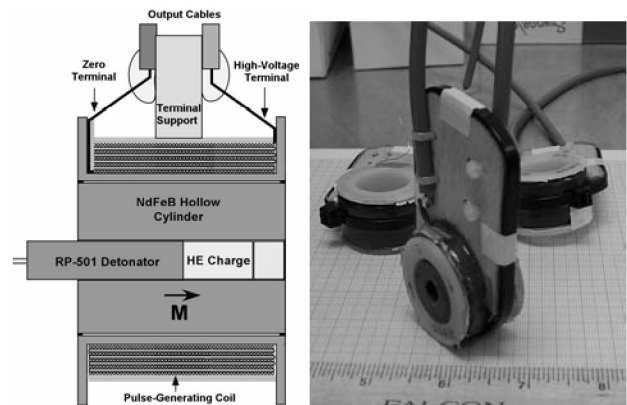 Output Cables
Zero
Terminal
High-Voltage
Terminal
Terminal
Support
NdFeB Hollow
Cylinder
RP-501 Detonator
HE Charge
M
Pulse-Generating Coil
5
6
7
8
FALCON